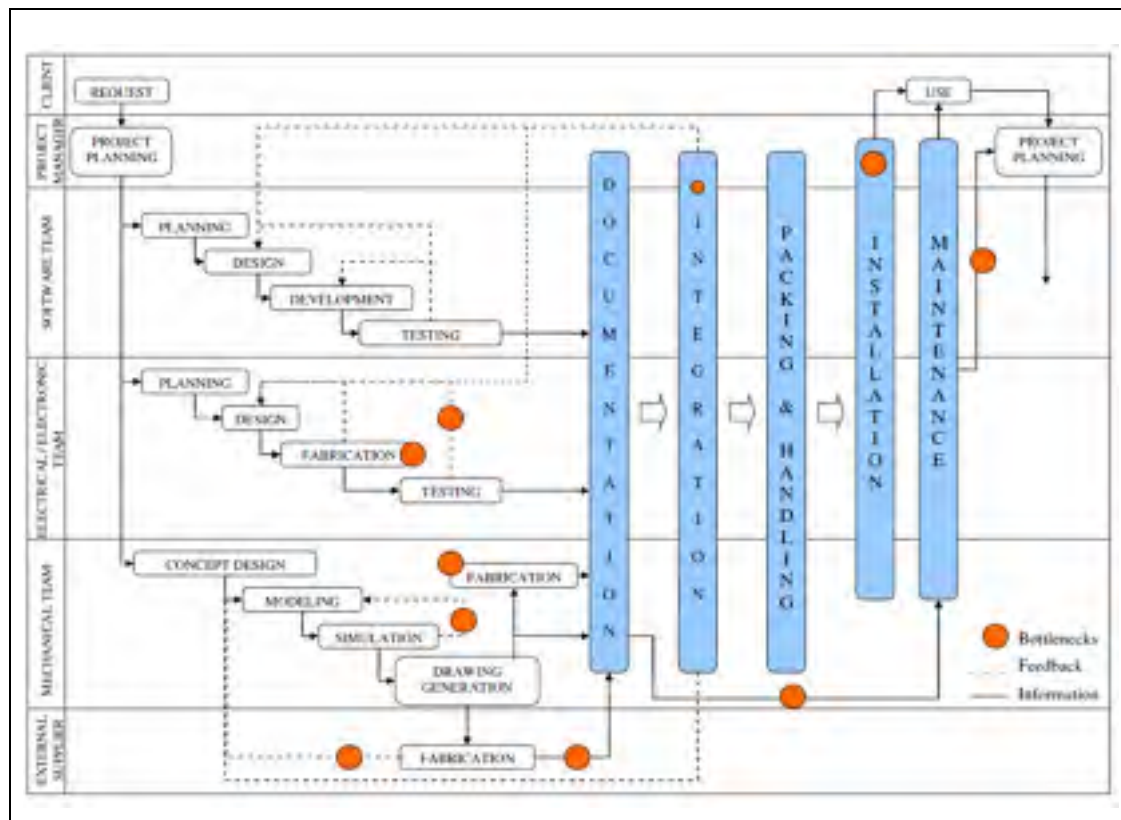 CLIENT
REQUEST
USE
PROJECT
MANAGER
PROJECT
PLANNING
PROJECT
PLANNING
SOFTWARE TEAM
PLANNING
DESIGN
DEVELOPMENT
TESTING
ELECTRICAL / ELECTRONIC
TEAM
PLANNING
DESIGN
FABRICATION
TESTING
MECHANICAL TEAM
CONCEPT DESIGN
MODELING
SIMULATION
DRAWING
GENERATION
FABRICATION
EXTERNAL
SUPPLIER
FABRICATION
DOCUMENTATION
INTEGRATION
PACKING & HANDLING
INSTALLATION
MAINTENANCE
Bottlenecks
Feedback
Information